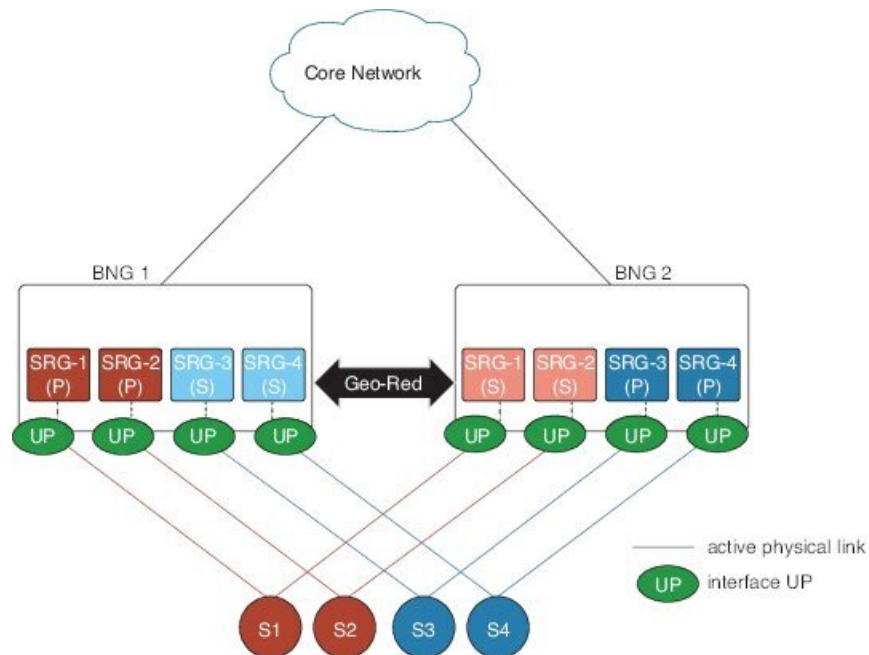 Core Network
BNG 1
BNG 2
SRG-1
(P)
SRG-2
(P)
SRG-3
(S)
SRG-4
(S)
Geo-Red
SRG-1
(S)
SRG-2
(S)
SRG-3
(P)
SRG-4
(P)
UP
UP
UP
UP
UP
UP
UP
UP
active physical link
UP
interface UP
S1
S2
S3
S4